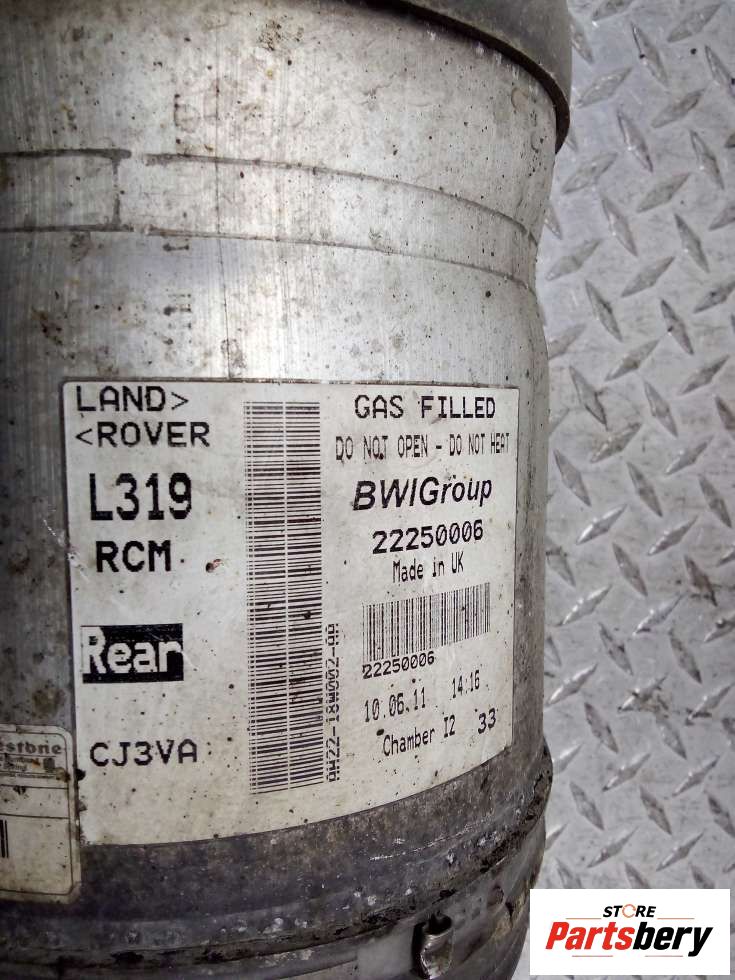 LAND>
<ROVER
L319
RCM
Rear
CJ3VA
GAS FILLED
DO NOT OPEN - DO NOT HEAT
BWIGroup
22250006
Made in UK
22250006
10.06.11 14:16
Chamber I2 33
STORE
Partsbery